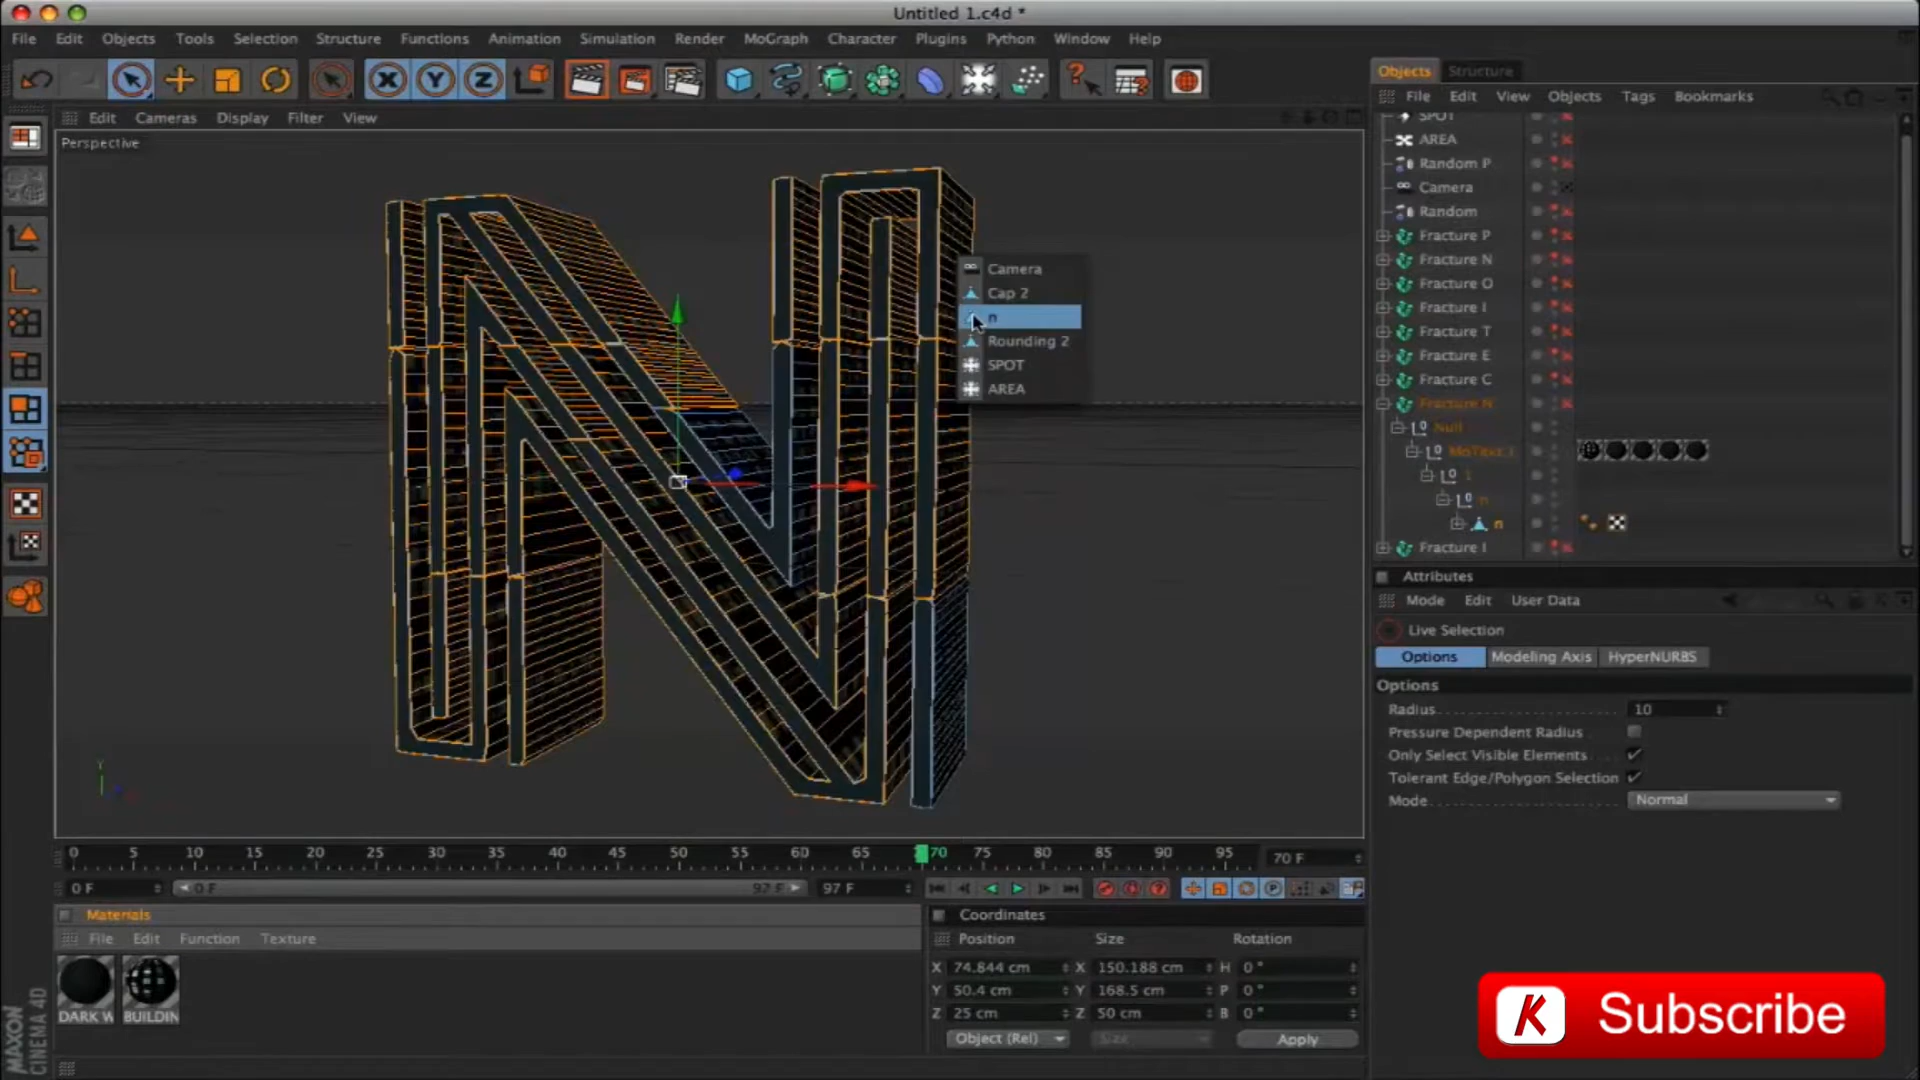 Untitled 1.c4d *
File Edit Objects Tools Selection Structure Functions Animation Simulation Render MoGraph Character Plugins Python Window Help
X Y Z
Edit Cameras Display Filter View
Perspective
Camera
Cap 2
n
Rounding 2
SPOT
AREA
Y
0 5 10 15 20 25 30 35 40 45 50 55 60 65 70 75 80 85 90 95 70 F
0 F 0 F 97 F 97 F
Materials
File Edit Function Texture
DARK W BUILDIN
MAXON
CINEMA 4D
Coordinates
Position Size Rotation
X 74.844 cm X 150.188 cm H 0 °
Y 50.4 cm Y 168.5 cm P 0 °
Z 25 cm Z 50 cm B 0 °
Object (Rel) Size Apply
Objects Structure
File Edit View Objects Tags Bookmarks
SPOT
AREA
Random P
Camera
Random
Fracture P
Fracture N
Fracture O
Fracture I
Fracture T
Fracture E
Fracture C
Fracture N
Null
1
n
n
Fracture I
Attributes
Mode Edit User Data
Live Selection
Options Modeling Axis HyperNURBS
Options
Radius 10
Pressure Dependent Radius
Only Select Visible Elements
Tolerant Edge/Polygon Selection
Mode Normal
K Subscribe